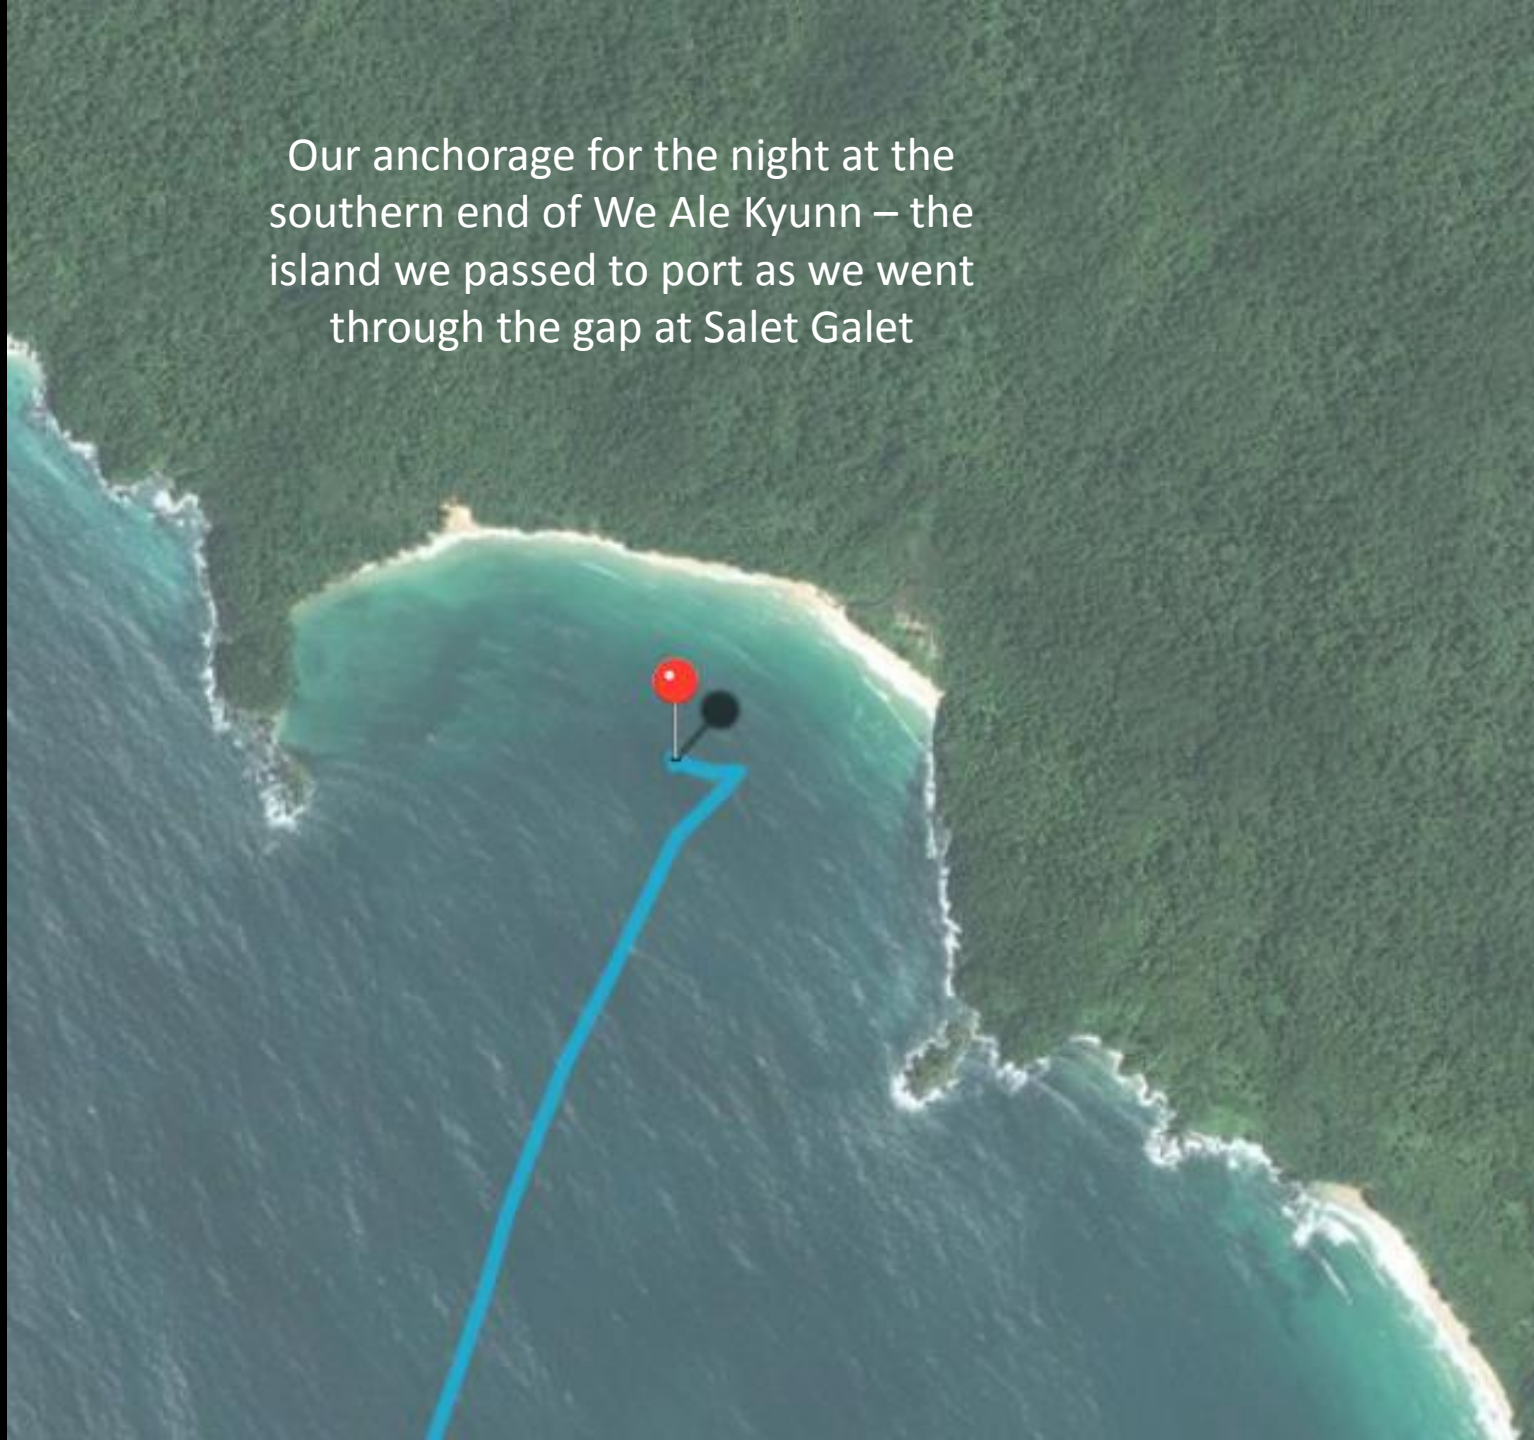 Our anchorage for the night at the
southern end of We Ale Kyunn – the
island we passed to port as we went
through the gap at Salet Galet